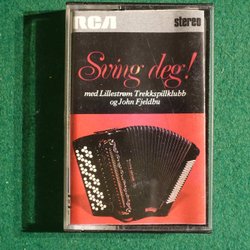 RCA stereo
Sving deg!
med Lillestrøm Trekkspillklubb
og John Fjeldbu